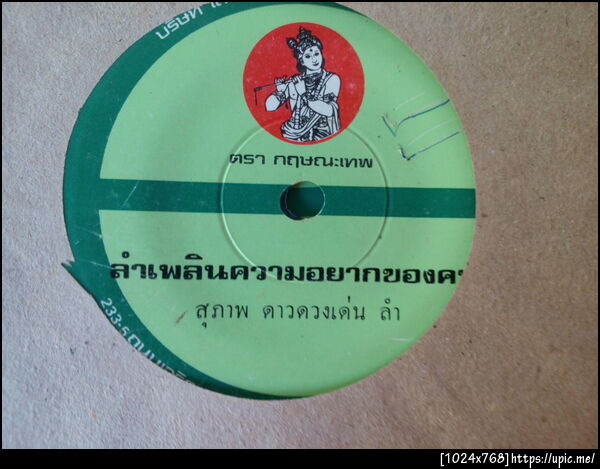 บริษัท
ตรา กฤษณะเทพ
ลำเพลินความอยากของค
สุภาพ ดาวดวงเด่น ลำ
233-5
[1024x768]https://upic.me/